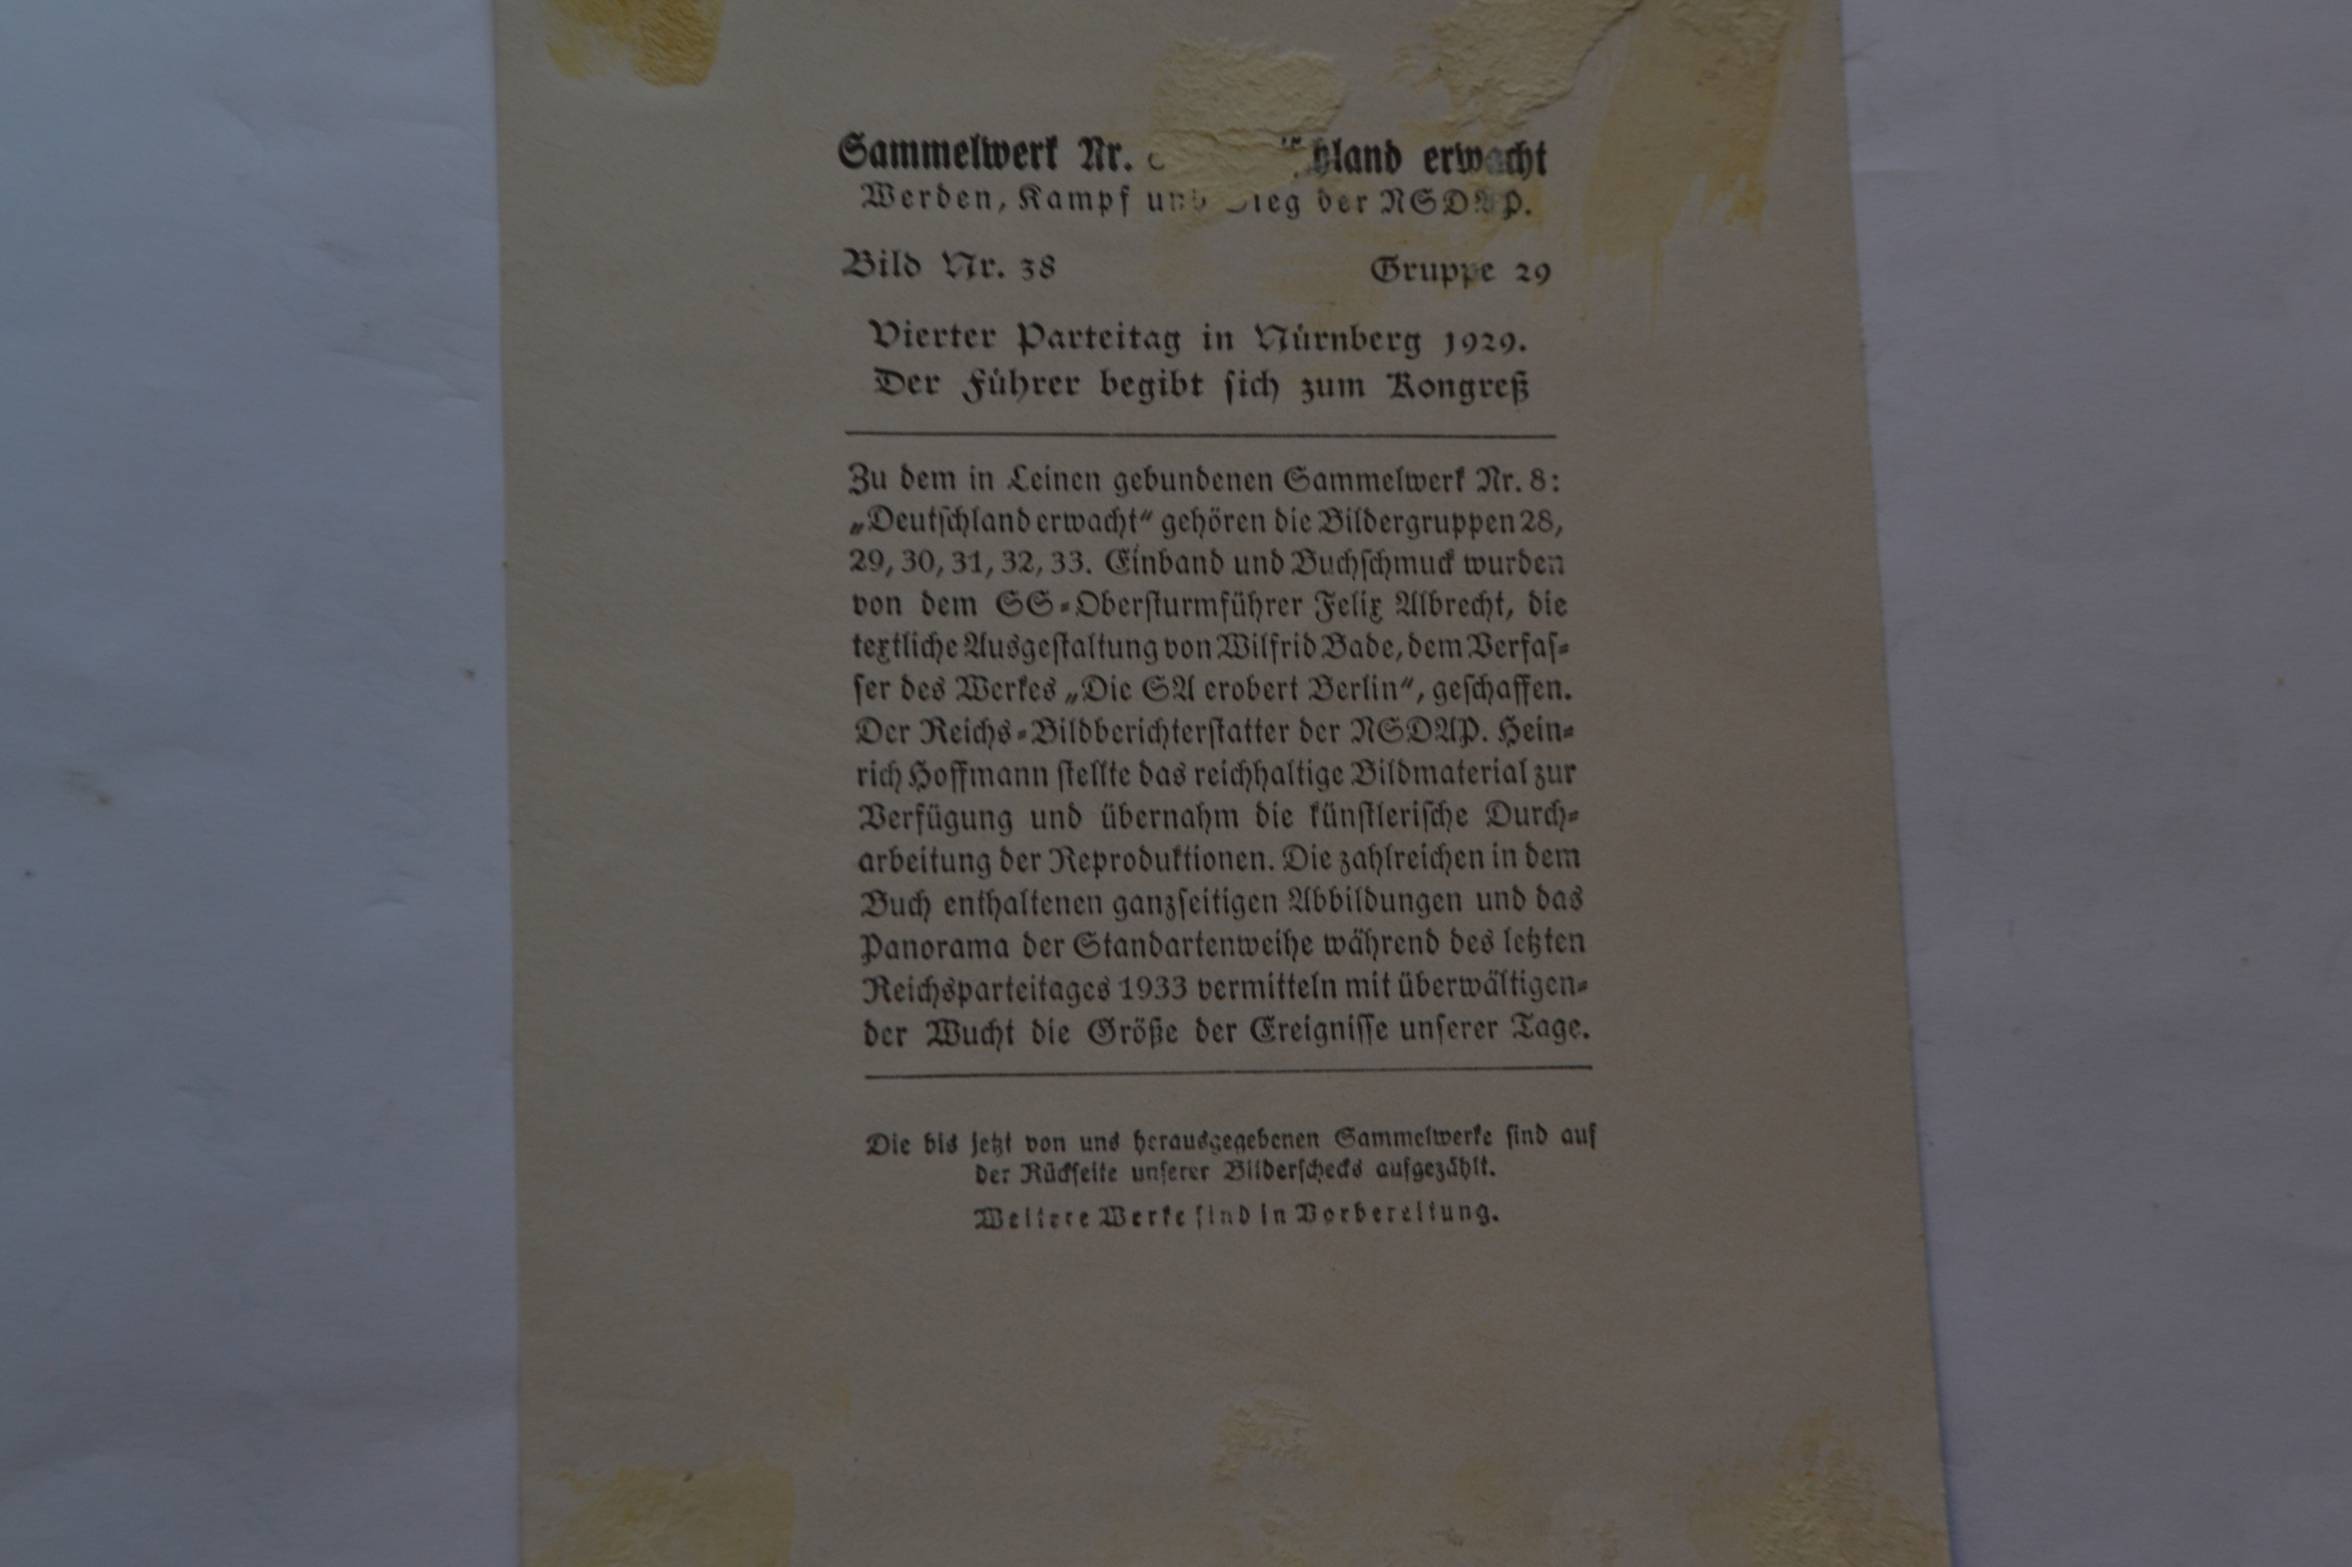 Sammelwerk Nr. hland erwacht
Werden, Kampf und Sieg der NSDAP.
Bild Nr. 38 Gruppe 29
Vierter Parteitag in Nürnberg 1929.
Der Führer begibt sich zum Kongreß
Zu dem in Leinen gebundenen Sammelwerk Nr. 8:
„Deutschland erwacht“ gehören die Bildergruppen 28,
29, 30, 31, 32, 33. Einband und Buchschmuck wurden
von dem SS-Obersturmführer Felix Albrecht, die
textliche Ausgestaltung von Wilfrid Bade, dem Verfas-
ser des Werkes „Die SA erobert Berlin“, geschaffen.
Der Reichs-Bildberichterstatter der NSDAP. Hein-
rich Hoffmann stellte das reichhaltige Bildmaterial zur
Verfügung und übernahm die künstlerische Durch-
arbeitung der Reproduktionen. Die zahlreichen in dem
Buch enthaltenen ganzseitigen Abbildungen und das
Panorama der Standartenweihe während des letzten
Reichsparteitages 1933 vermitteln mit überwältigen-
der Wucht die Größe der Ereignisse unserer Tage.
Die bis jetzt von uns herausgegebenen Sammelwerke sind auf
der Rückseite unserer Bilderschecks aufgezählt.
Weitere Werke sind in Vorbereitung.